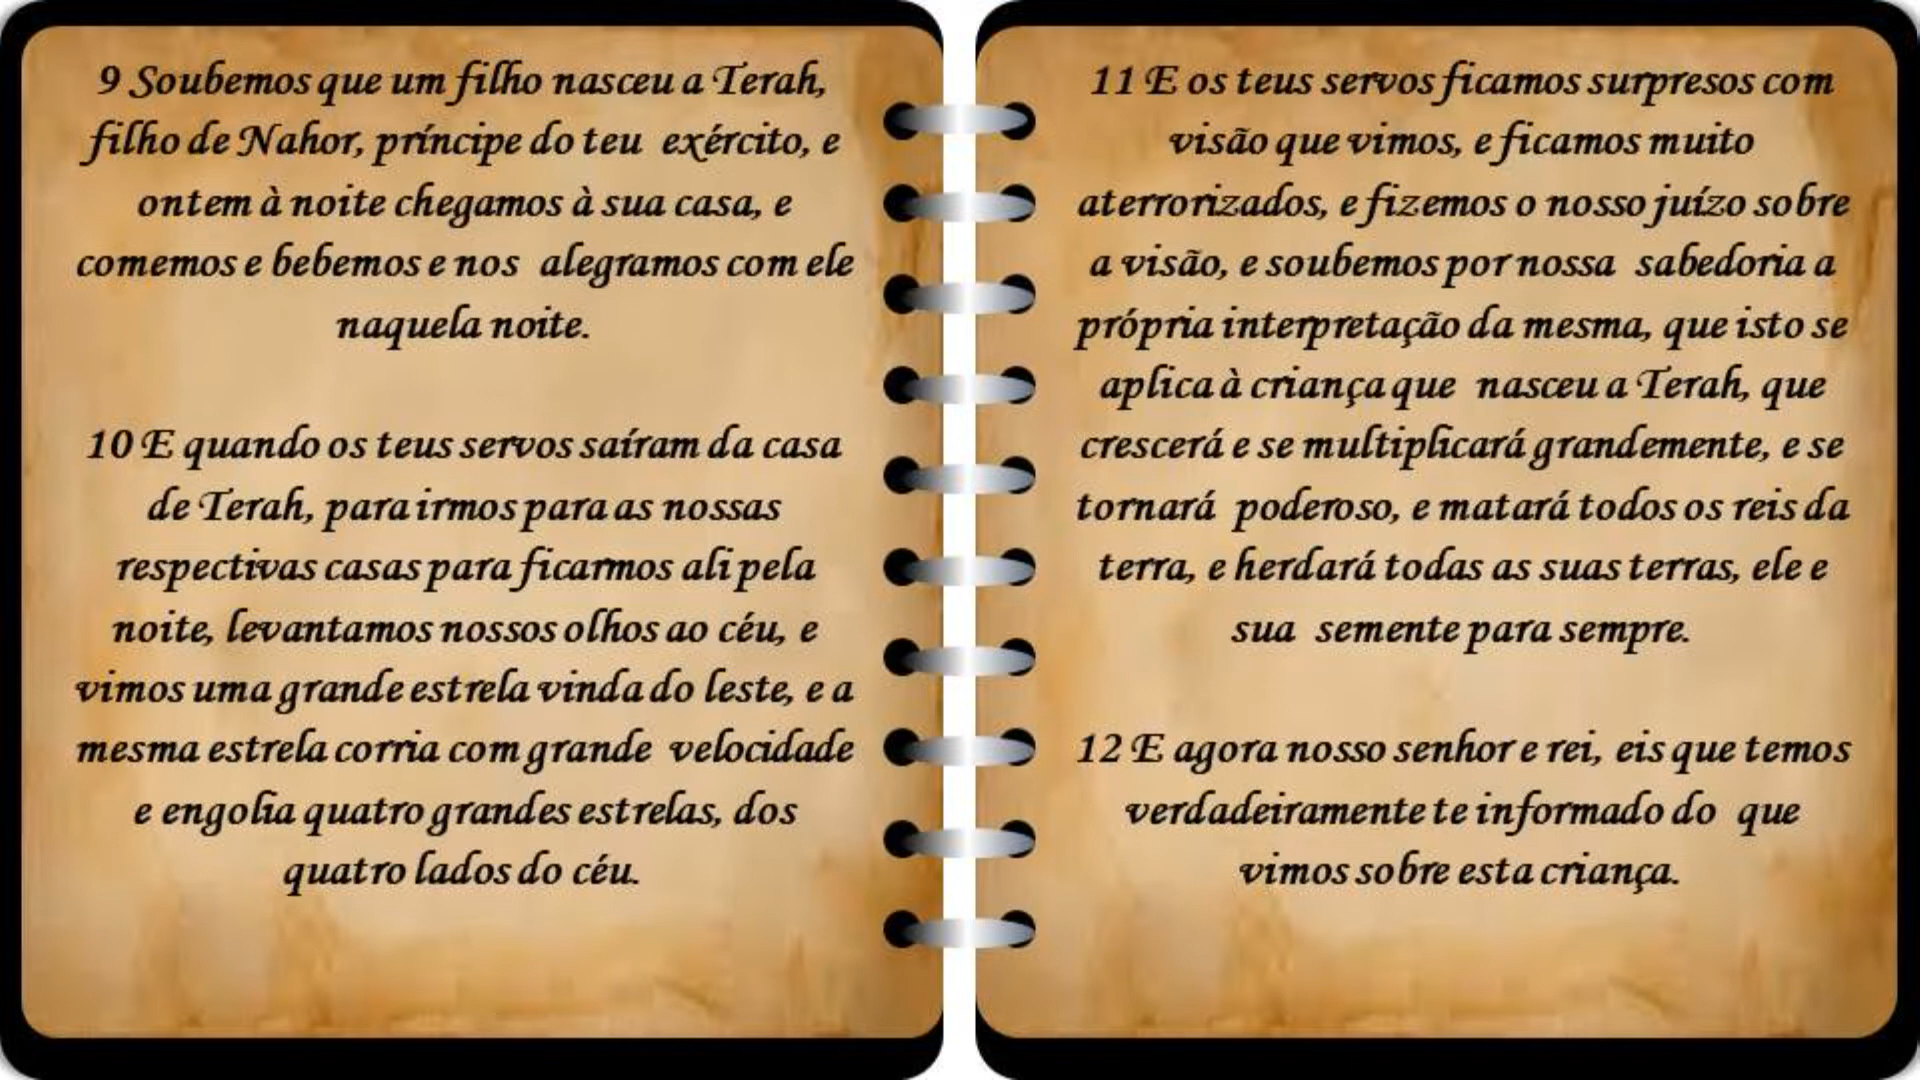 9 Soubemos que um filho nasceu a Terah,
filho de Nahor, príncipe do teu exército, e
ontem à noite chegamos à sua casa, e
comemos e bebemos e nos alegramos com ele
naquela noite.
10 E quando os teus servos saíram da casa
de Terah, para irmos para as nossas
respectivas casas para ficarmos ali pela
noite, levantamos nossos olhos ao céu, e
vimos uma grande estrela vinda do leste, e a
mesma estrela corria com grande velocidade
e engolia quatro grandes estrelas, dos
quatro lados do céu.
11 E os teus servos ficamos surpresos com
visão que vimos, e ficamos muito
aterrorizados, e fizemos o nosso juízo sobre
a visão, e soubemos por nossa sabedoria a
própria interpretação da mesma, que isto se
aplica à criança que nasceu a Terah, que
crescerá e se multiplicará grandemente, e se
tornará poderoso, e matará todos os reis da
terra, e herdará todas as suas terras, ele e
sua semente para sempre.
12 E agora nosso senhor e rei, eis que temos
verdadeiramente te informado do que
vimos sobre esta criança.